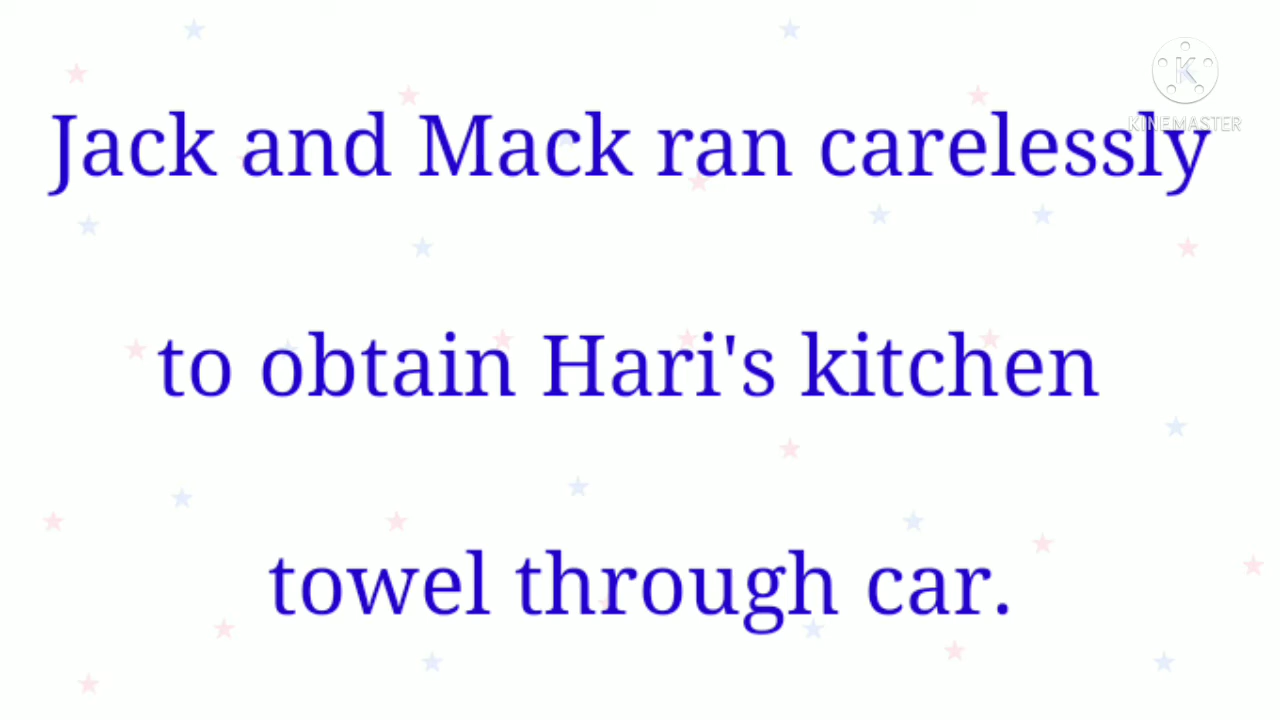 KINEMASTER
Jack and Mack ran carelessly
to obtain Hari's kitchen
towel through car.